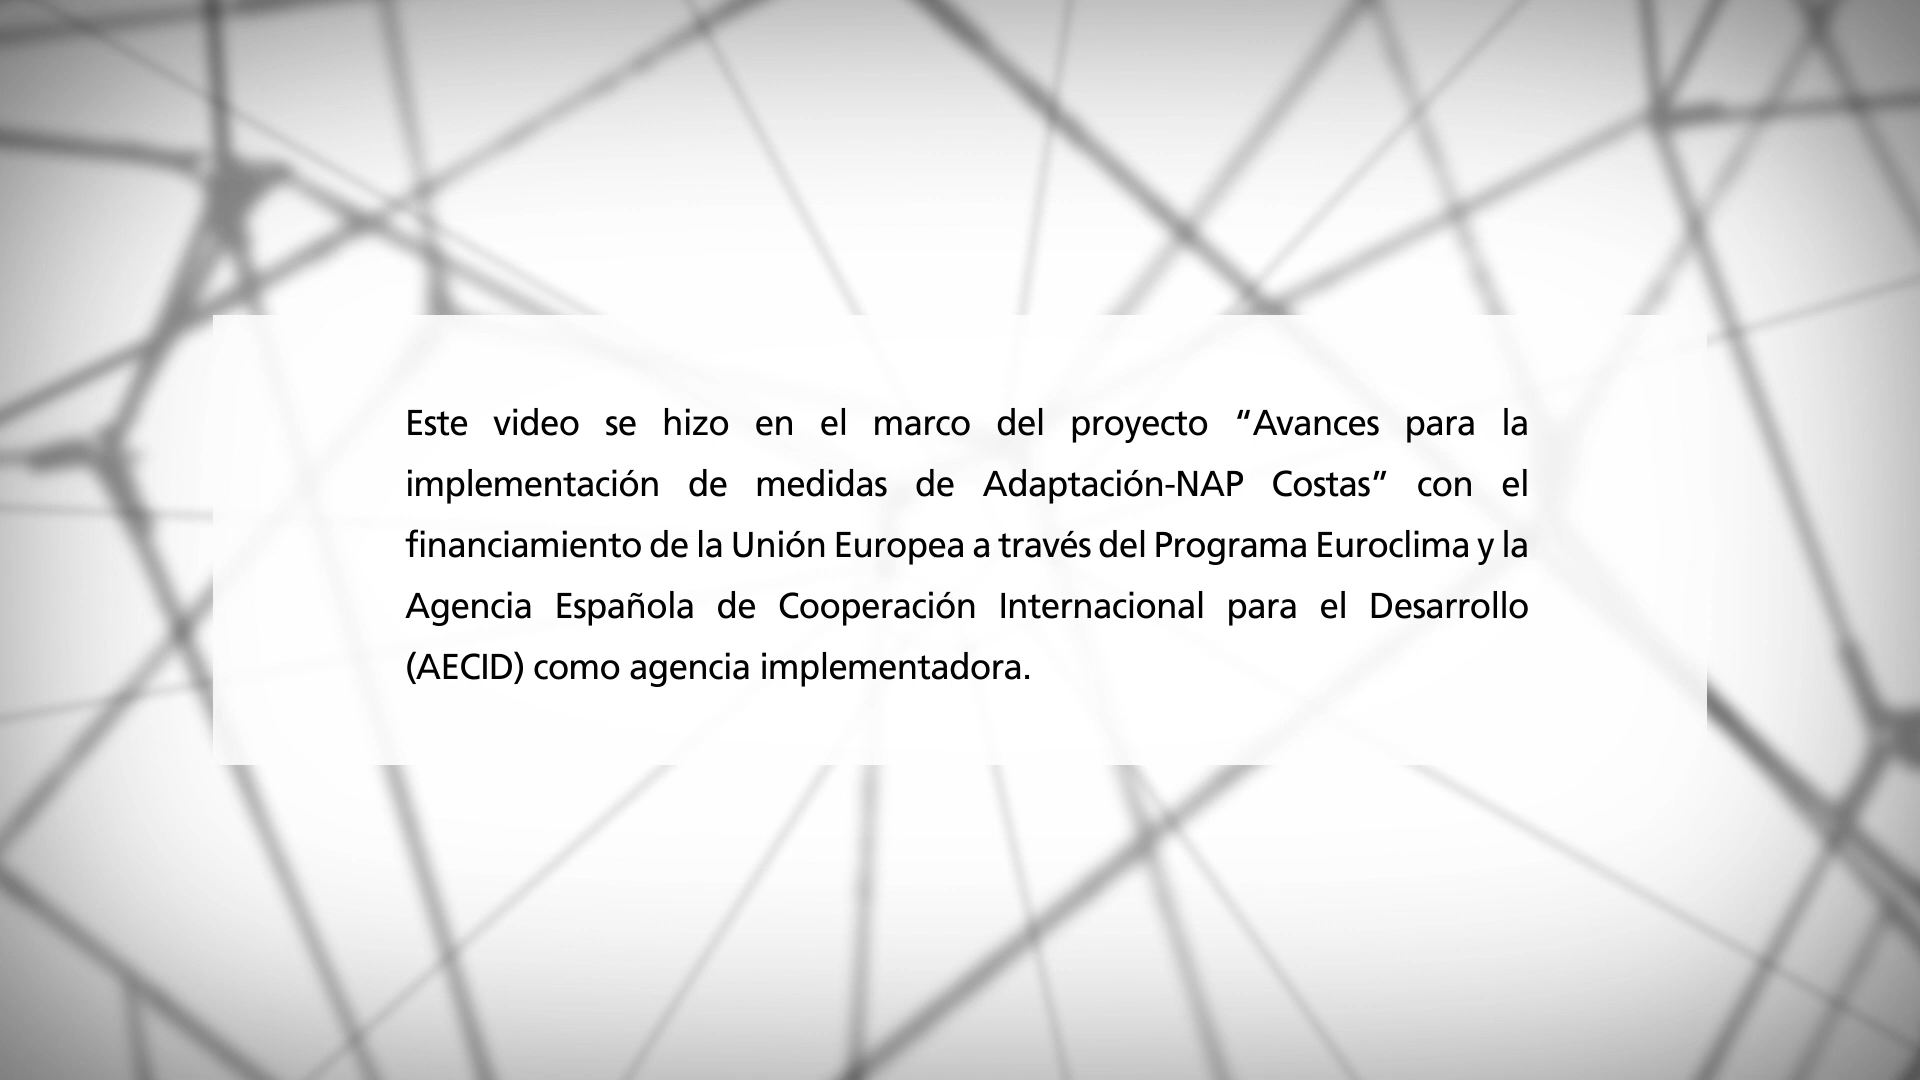 Este video se hizo en el marco del proyecto “Avances para la
implementación de medidas de Adaptación-NAP Costas” con el
financiamiento de la Unión Europea a través del Programa Euroclima y la
Agencia Española de Cooperación Internacional para el Desarrollo
(AECID) como agencia implementadora.